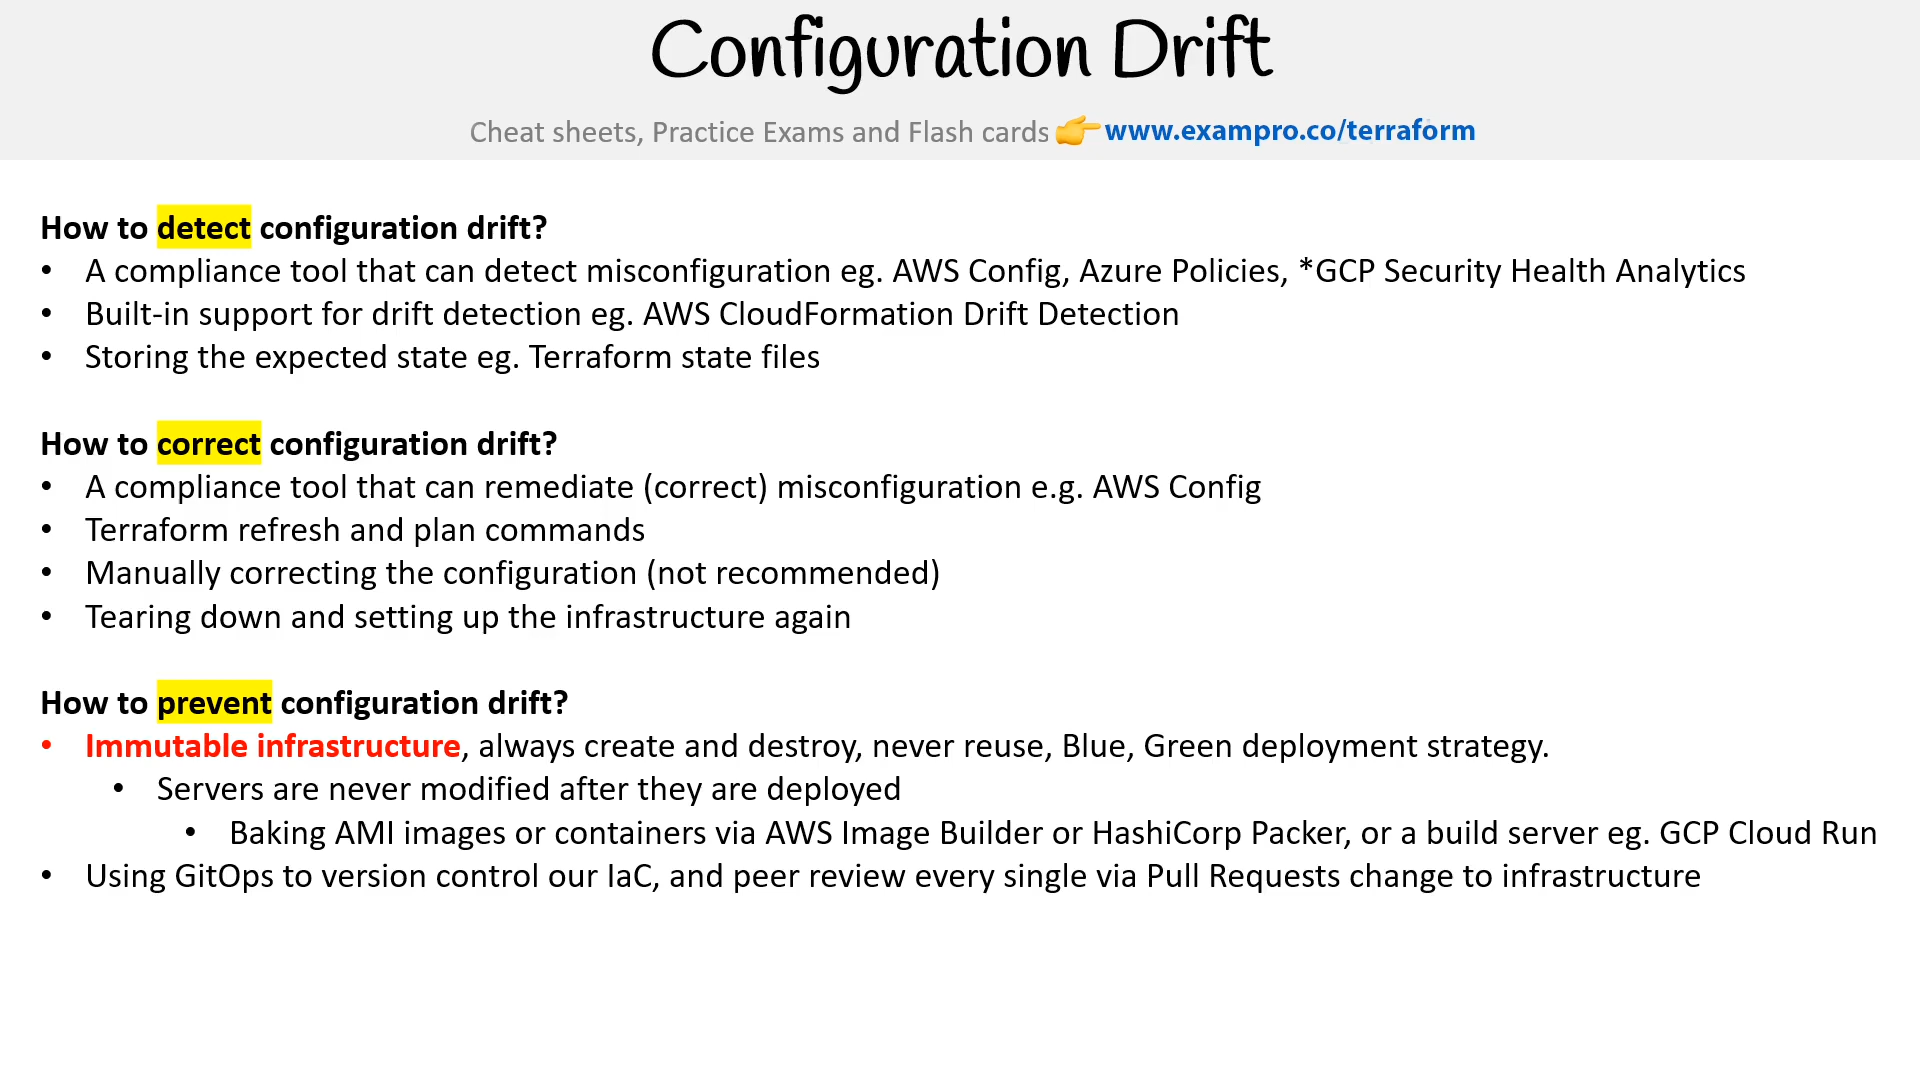 Configuration Drift
Cheat sheets, Practice Exams and Flash cards 👉 www.exampro.co/terraform
How to detect configuration drift?
• A compliance tool that can detect misconfiguration eg. AWS Config, Azure Policies, *GCP Security Health Analytics
• Built-in support for drift detection eg. AWS CloudFormation Drift Detection
• Storing the expected state eg. Terraform state files
How to correct configuration drift?
• A compliance tool that can remediate (correct) misconfiguration e.g. AWS Config
• Terraform refresh and plan commands
• Manually correcting the configuration (not recommended)
• Tearing down and setting up the infrastructure again
How to prevent configuration drift?
• Immutable infrastructure, always create and destroy, never reuse, Blue, Green deployment strategy.
• Servers are never modified after they are deployed
• Baking AMI images or containers via AWS Image Builder or HashiCorp Packer, or a build server eg. GCP Cloud Run
• Using GitOps to version control our IaC, and peer review every single via Pull Requests change to infrastructure